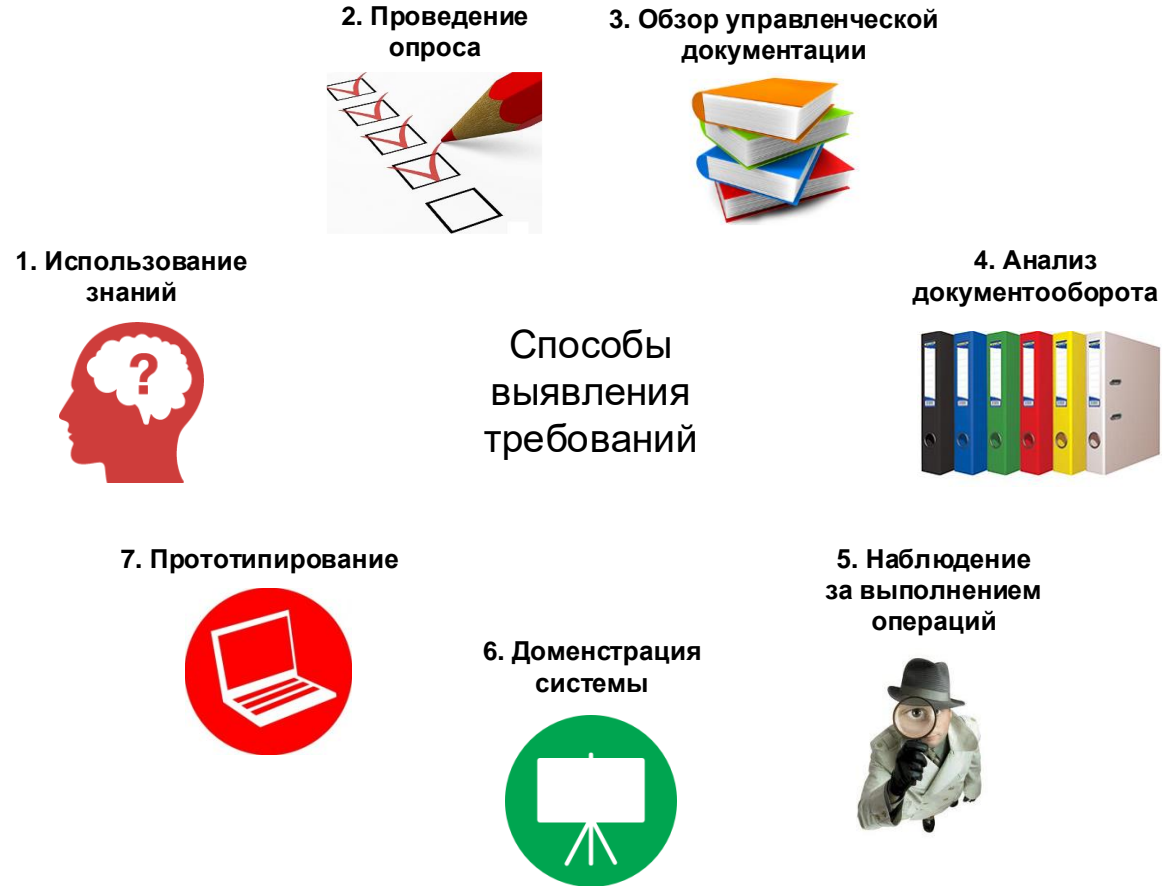 2. Проведение
опроса
3. Обзор управленческой
документации
1. Использование
знаний
?
4. Анализ
документооборота
Способы
выявления
требований
7. Прототипирование
5. Наблюдение
за выполнением
операций
6. Доменстрация
системы